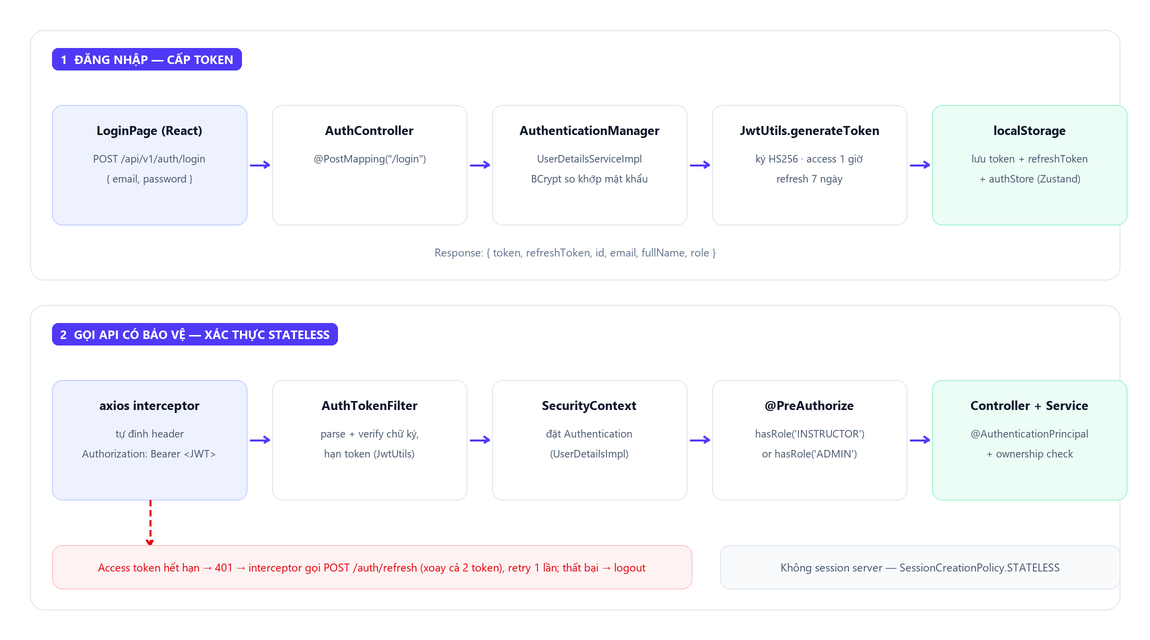 1 ĐĂNG NHẬP — CẤP TOKEN
LoginPage (React)
POST /api/v1/auth/login
{ email, password }
AuthController
@PostMapping("/login")
AuthenticationManager
UserDetailsServiceImpl
BCrypt so khớp mật khẩu
JwtUtils.generateToken
ký HS256 · access 1 giờ
refresh 7 ngày
localStorage
lưu token + refreshToken
+ authStore (Zustand)
Response: { token, refreshToken, id, email, fullName, role }
2 GỌI API CÓ BẢO VỆ — XÁC THỰC STATELESS
axios interceptor
tự đính header
Authorization: Bearer <JWT>
AuthTokenFilter
parse + verify chữ ký,
hạn token (JwtUtils)
SecurityContext
đặt Authentication
(UserDetailsImpl)
@PreAuthorize
hasRole('INSTRUCTOR')
or hasRole('ADMIN')
Controller + Service
@AuthenticationPrincipal
+ ownership check
Access token hết hạn → 401 → interceptor gọi POST /auth/refresh (xoay cả 2 token), retry 1 lần; thất bại → logout
Không session server — SessionCreationPolicy.STATELESS